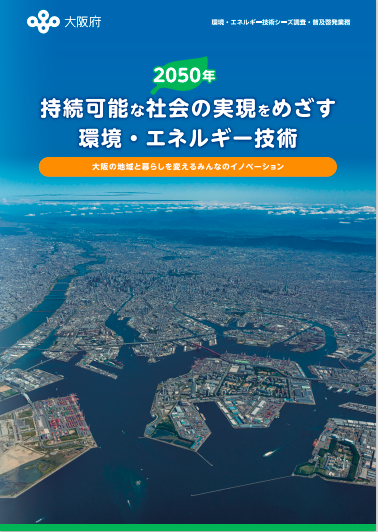 大阪府
環境・エネルギー技術シーズ調査・普及啓発業務
2050年
持続可能な社会の実現をめざす
環境・エネルギー技術
大阪の地域と暮らしを変えるみんなのイノベーション